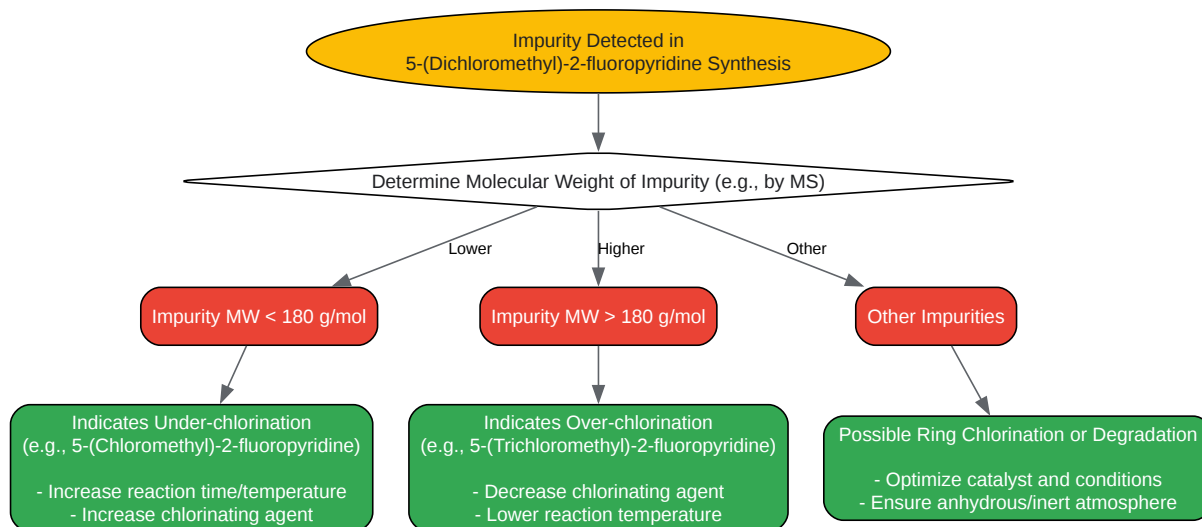 Impurity Detected in
5-(Dichloromethyl)-2-fluoropyridine Synthesis
Determine Molecular Weight of Impurity (e.g., by MS)
Lower
Higher
Other
Impurity MW < 180 g/mol
Impurity MW > 180 g/mol
Other Impurities
Indicates Under-chlorination
(e.g., 5-(Chloromethyl)-2-fluoropyridine)
- Increase reaction time/temperature
- Increase chlorinating agent
Indicates Over-chlorination
(e.g., 5-(Trichloromethyl)-2-fluoropyridine)
- Decrease chlorinating agent
- Lower reaction temperature
Possible Ring Chlorination or Degradation
- Optimize catalyst and conditions
- Ensure anhydrous/inert atmosphere